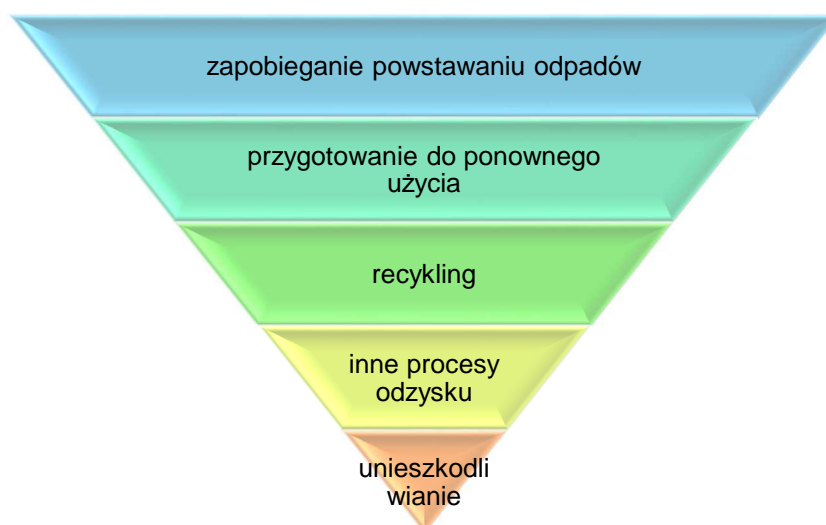 zapobieganie powstawaniu odpadów
przygotowanie do ponownego
użycia
recykling
inne procesy
odzysku
unieszkodli
wianie